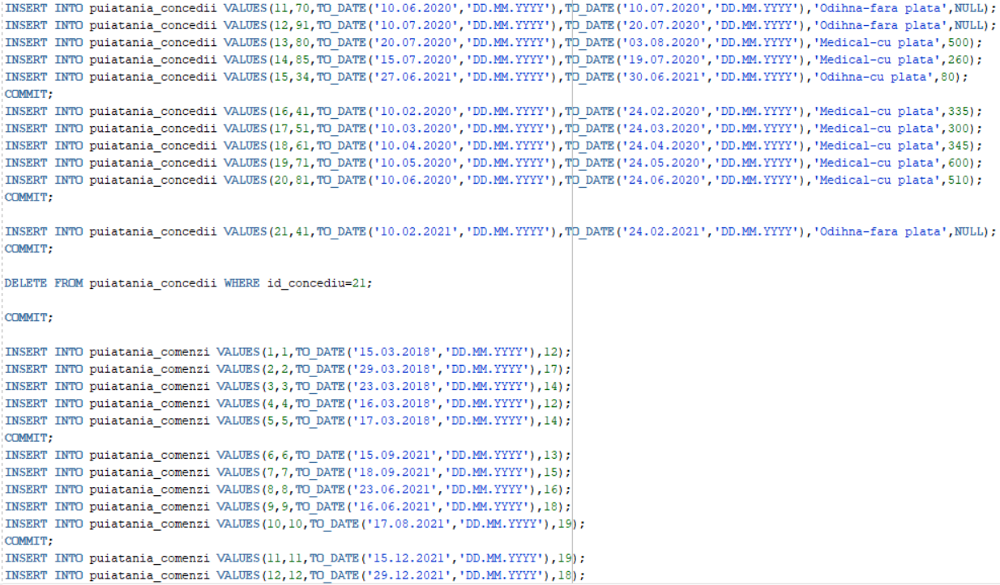 INSERT INTO puiatania_concedii VALUES(11,70,TO_DATE('10.06.2020','DD.MM.YYYY'),TO_DATE('10.07.2020','DD.MM.YYYY'),'Odihna-fara plata',NULL);
INSERT INTO puiatania_concedii VALUES(12,91,TO_DATE('10.07.2020','DD.MM.YYYY'),TO_DATE('20.07.2020','DD.MM.YYYY'),'Odihna-fara plata',NULL);
INSERT INTO puiatania_concedii VALUES(13,80,TO_DATE('20.07.2020','DD.MM.YYYY'),TO_DATE('03.08.2020','DD.MM.YYYY'),'Medical-cu plata',500);
INSERT INTO puiatania_concedii VALUES(14,85,TO_DATE('15.07.2020','DD.MM.YYYY'),TO_DATE('19.07.2020','DD.MM.YYYY'),'Medical-cu plata',260);
INSERT INTO puiatania_concedii VALUES(15,34,TO_DATE('27.06.2021','DD.MM.YYYY'),TO_DATE('30.06.2021','DD.MM.YYYY'),'Odihna-cu plata',80);
COMMIT;
INSERT INTO puiatania_concedii VALUES(16,41,TO_DATE('10.02.2020','DD.MM.YYYY'),TO_DATE('24.02.2020','DD.MM.YYYY'),'Medical-cu plata',335);
INSERT INTO puiatania_concedii VALUES(17,51,TO_DATE('10.03.2020','DD.MM.YYYY'),TO_DATE('24.03.2020','DD.MM.YYYY'),'Medical-cu plata',300);
INSERT INTO puiatania_concedii VALUES(18,61,TO_DATE('10.04.2020','DD.MM.YYYY'),TO_DATE('24.04.2020','DD.MM.YYYY'),'Medical-cu plata',345);
INSERT INTO puiatania_concedii VALUES(19,71,TO_DATE('10.05.2020','DD.MM.YYYY'),TO_DATE('24.05.2020','DD.MM.YYYY'),'Medical-cu plata',600);
INSERT INTO puiatania_concedii VALUES(20,81,TO_DATE('10.06.2020','DD.MM.YYYY'),TO_DATE('24.06.2020','DD.MM.YYYY'),'Medical-cu plata',510);
COMMIT;
INSERT INTO puiatania_concedii VALUES(21,41,TO_DATE('10.02.2021','DD.MM.YYYY'),TO_DATE('24.02.2021','DD.MM.YYYY'),'Odihna-fara plata',NULL);
COMMIT;
DELETE FROM puiatania_concedii WHERE id_concediu=21;
COMMIT;
INSERT INTO puiatania_comenzi VALUES(1,1,TO_DATE('15.03.2018','DD.MM.YYYY'),12);
INSERT INTO puiatania_comenzi VALUES(2,2,TO_DATE('29.03.2018','DD.MM.YYYY'),17);
INSERT INTO puiatania_comenzi VALUES(3,3,TO_DATE('23.03.2018','DD.MM.YYYY'),14);
INSERT INTO puiatania_comenzi VALUES(4,4,TO_DATE('16.03.2018','DD.MM.YYYY'),12);
INSERT INTO puiatania_comenzi VALUES(5,5,TO_DATE('17.03.2018','DD.MM.YYYY'),14);
COMMIT;
INSERT INTO puiatania_comenzi VALUES(6,6,TO_DATE('15.09.2021','DD.MM.YYYY'),13);
INSERT INTO puiatania_comenzi VALUES(7,7,TO_DATE('18.09.2021','DD.MM.YYYY'),15);
INSERT INTO puiatania_comenzi VALUES(8,8,TO_DATE('23.06.2021','DD.MM.YYYY'),16);
INSERT INTO puiatania_comenzi VALUES(9,9,TO_DATE('16.06.2021','DD.MM.YYYY'),18);
INSERT INTO puiatania_comenzi VALUES(10,10,TO_DATE('17.08.2021','DD.MM.YYYY'),19);
COMMIT;
INSERT INTO puiatania_comenzi VALUES(11,11,TO_DATE('15.12.2021','DD.MM.YYYY'),19);
INSERT INTO puiatania_comenzi VALUES(12,12,TO_DATE('29.12.2021','DD.MM.YYYY'),18);